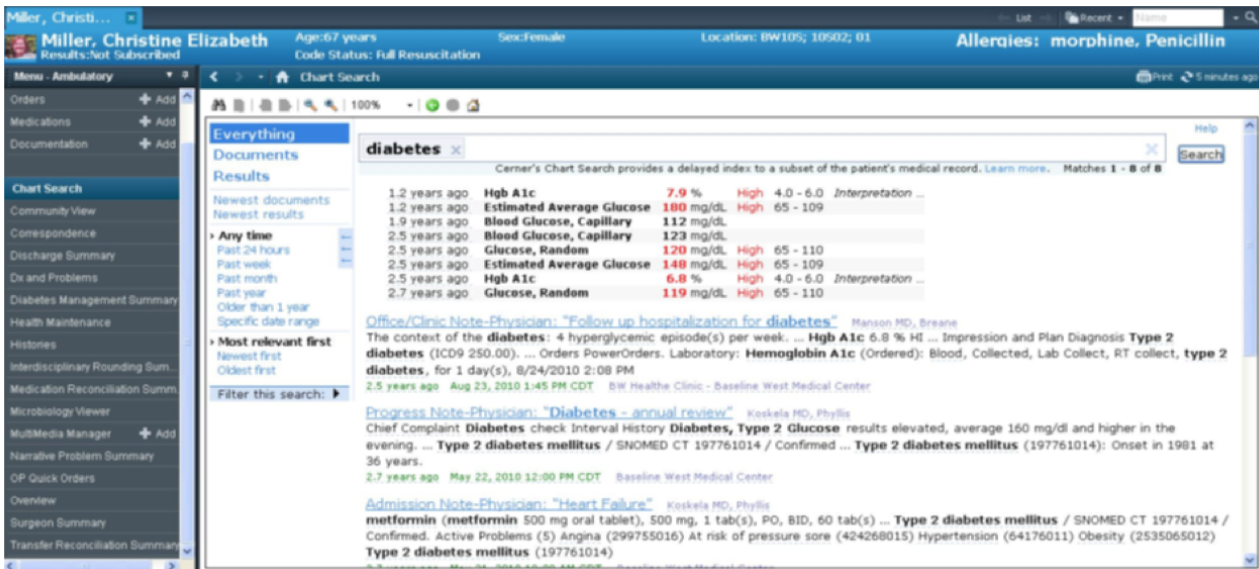 Miller, Christi...
List
Recent
Name
Miller, Christine Elizabeth
Results:Not Subscribed
Age:67 years
Code Status: Full Resuscitation
Sex:Female
Location: BW10S; 10S02; 01
Allergies: morphine, Penicillin
Menu - Ambulatory
Chart Search
Print
5 minutes ago
Orders
Add
Medications
Add
Documentation
Add
Chart Search
Community View
Correspondence
Discharge Summary
Dx and Problems
Diabetes Management Summary
Health Maintenance
Histories
Interdisciplinary Rounding Sum...
Medication Reconciliation Summ
Microbiology Viewer
MultiMedia Manager
Add
Narrative Problem Summary
OP Quick Orders
Overview
Surgeon Summary
Transfer Reconciliation Summary
100%
Everything
Documents
Results
Newest documents
Newest results
Any time
Past 24 hours
Past week
Past month
Past year
Older than 1 year
Specific date range
Most relevant first
Newest first
Oldest first
Filter this search:
Help
diabetes
Search
Cerner's Chart Search provides a delayed index to a subset of the patient's medical record. Learn more. Matches 1 - 8 of 8
1.2 years ago Hgb A1c 7.9 % High 4.0 - 6.0 Interpretation ...
1.2 years ago Estimated Average Glucose 180 mg/dL High 65 - 109
1.9 years ago Blood Glucose, Capillary 112 mg/dL
2.5 years ago Blood Glucose, Capillary 123 mg/dL
2.5 years ago Glucose, Random 120 mg/dL High 65 - 110
2.5 years ago Estimated Average Glucose 148 mg/dL High 65 - 109
2.5 years ago Hgb A1c 6.8 % High 4.0 - 6.0 Interpretation ...
2.7 years ago Glucose, Random 119 mg/dL High 65 - 110
Office/Clinic Note-Physician: "Follow up hospitalization for diabetes" Manson MD, Breane
The context of the diabetes: 4 hyperglycemic episode(s) per week. ... Hgb A1c 6.8 % HI ... Impression and Plan Diagnosis Type 2
diabetes (ICD9 250.00). ... Orders PowerOrders. Laboratory: Hemoglobin A1c (Ordered): Blood, Collected, Lab Collect, RT collect, type 2
diabetes, for 1 day(s), 8/24/2010 2:08 PM
2.5 years ago Aug 23, 2010 1:45 PM CDT BW Healthe Clinic - Baseline West Medical Center
Progress Note-Physician: "Diabetes - annual review" Koskela MD, Phyllis
Chief Complaint Diabetes check Interval History Diabetes, Type 2 Glucose results elevated, average 160 mg/dl and higher in the
evening. ... Type 2 diabetes mellitus / SNOMED CT 197761014 / Confirmed ... Type 2 diabetes mellitus (197761014): Onset in 1981 at
36 years.
2.7 years ago May 22, 2010 12:00 PM CDT Baseline West Medical Center
Admission Note-Physician: "Heart Failure" Koskela MD, Phyllis
metformin (metformin 500 mg oral tablet), 500 mg, 1 tab(s), PO, BID, 60 tab(s) ... Type 2 diabetes mellitus / SNOMED CT 197761014 /
Confirmed. Active Problems (5) Angina (299755016) At risk of pressure sore (424268015) Hypertension (64176011) Obesity (2535065012)
Type 2 diabetes mellitus (197761014)